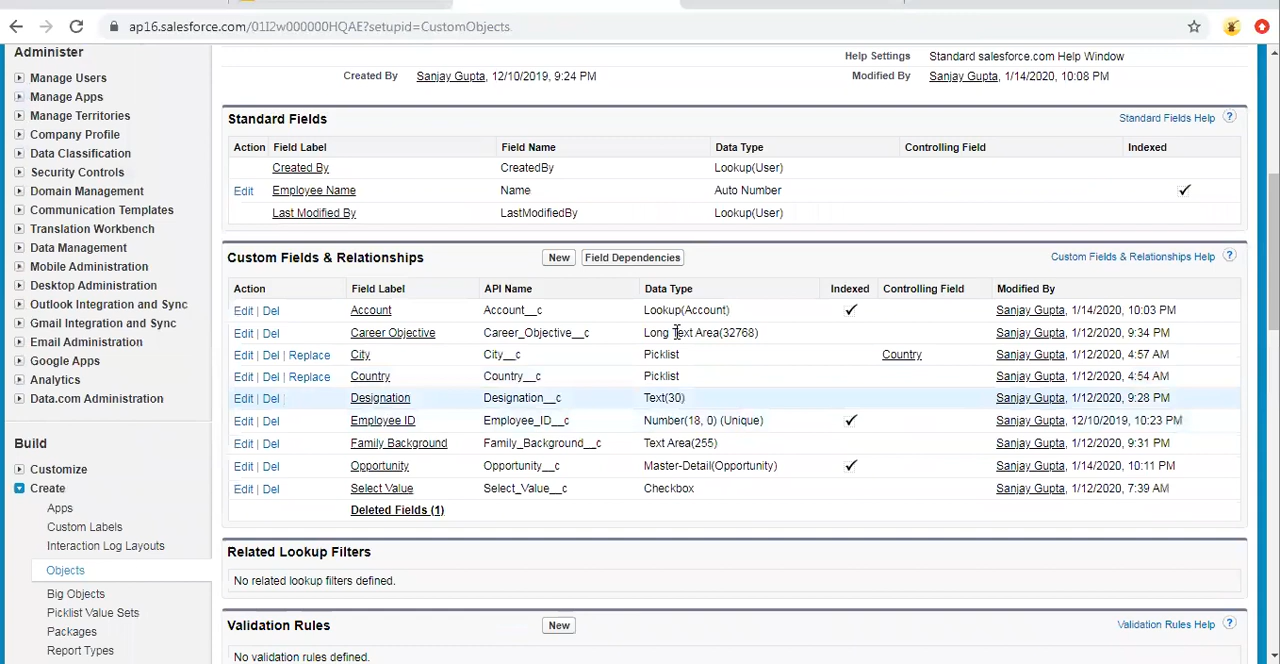 ap16.salesforce.com/01I2w000000HQAE?setupid=CustomObjects
Administer
Manage Users
Manage Apps
Manage Territories
Company Profile
Data Classification
Security Controls
Domain Management
Communication Templates
Translation Workbench
Data Management
Mobile Administration
Desktop Administration
Outlook Integration and Sync
Gmail Integration and Sync
Email Administration
Google Apps
Analytics
Data.com Administration
Build
Customize
Create
Apps
Custom Labels
Interaction Log Layouts
Objects
Big Objects
Picklist Value Sets
Packages
Report Types
Help Settings Standard salesforce.com Help Window
Created By Sanjay Gupta, 12/10/2019, 9:24 PM Modified By Sanjay Gupta, 1/14/2020, 10:08 PM
Standard Fields Standard Fields Help ?
Action Field Label Field Name Data Type Controlling Field Indexed
Created By CreatedBy Lookup(User)
Edit Employee Name Name Auto Number
Last Modified By LastModifiedBy Lookup(User)
Custom Fields & Relationships New Field Dependencies Custom Fields & Relationships Help ?
Action Field Label API Name Data Type Indexed Controlling Field Modified By
Edit | Del Account Account__c Lookup(Account) Sanjay Gupta, 1/14/2020, 10:03 PM
Edit | Del Career Objective Career_Objective__c Long Text Area(32768) Sanjay Gupta, 1/12/2020, 9:34 PM
Edit | Del | Replace City City__c Picklist Country Sanjay Gupta, 1/12/2020, 4:57 AM
Edit | Del | Replace Country Country__c Picklist Sanjay Gupta, 1/12/2020, 4:54 AM
Edit | Del | Designation Designation__c Text(30) Sanjay Gupta, 1/12/2020, 9:28 PM
Edit | Del Employee ID Employee_ID__c Number(18, 0) (Unique) Sanjay Gupta, 12/10/2019, 10:23 PM
Edit | Del Family Background Family_Background__c Text Area(255) Sanjay Gupta, 1/12/2020, 9:31 PM
Edit | Del Opportunity Opportunity__c Master-Detail(Opportunity) Sanjay Gupta, 1/14/2020, 10:11 PM
Edit | Del Select Value Select_Value__c Checkbox Sanjay Gupta, 1/12/2020, 7:39 AM
Deleted Fields (1)
Related Lookup Filters
No related lookup filters defined.
Validation Rules New Validation Rules Help ?
No validation rules defined.